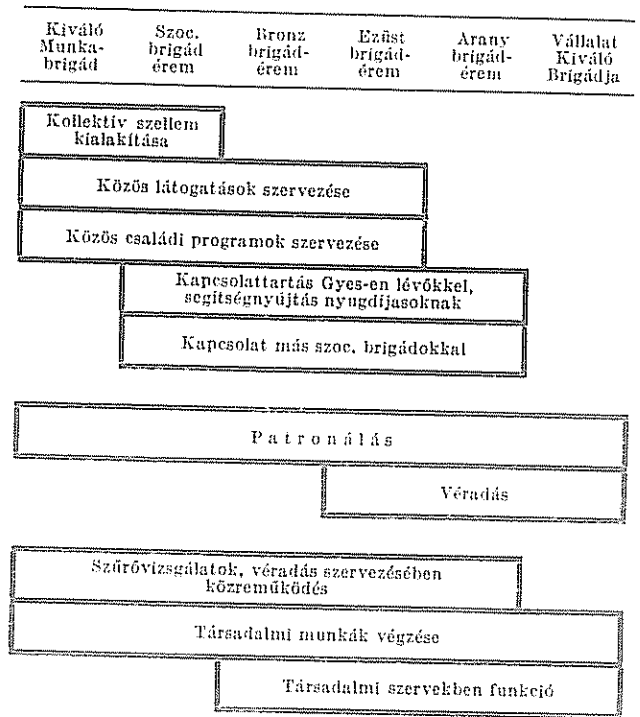 Kiváló
Munka-
brigád
Szoc.
brigád
érem
Bronz
brigád-
érem
Ezüst
brigád-
érem
Arany
brigád-
érem
Vállalat
Kiváló
Brigádja
Kollektív szellem
kialakítása
Közös látogatások szervezése
Közös családi programok szervezése
Kapcsolattartás Gyes-en lévőkkel,
segítségnyújtás nyugdíjasoknak
Kapcsolat más szoc. brigádokkal
Patronálás
Véradás
Szűrővizsgálatok, véradás szervezésében
közreműködés
Társadalmi munkák végzése
Társadalmi szervekben funkció